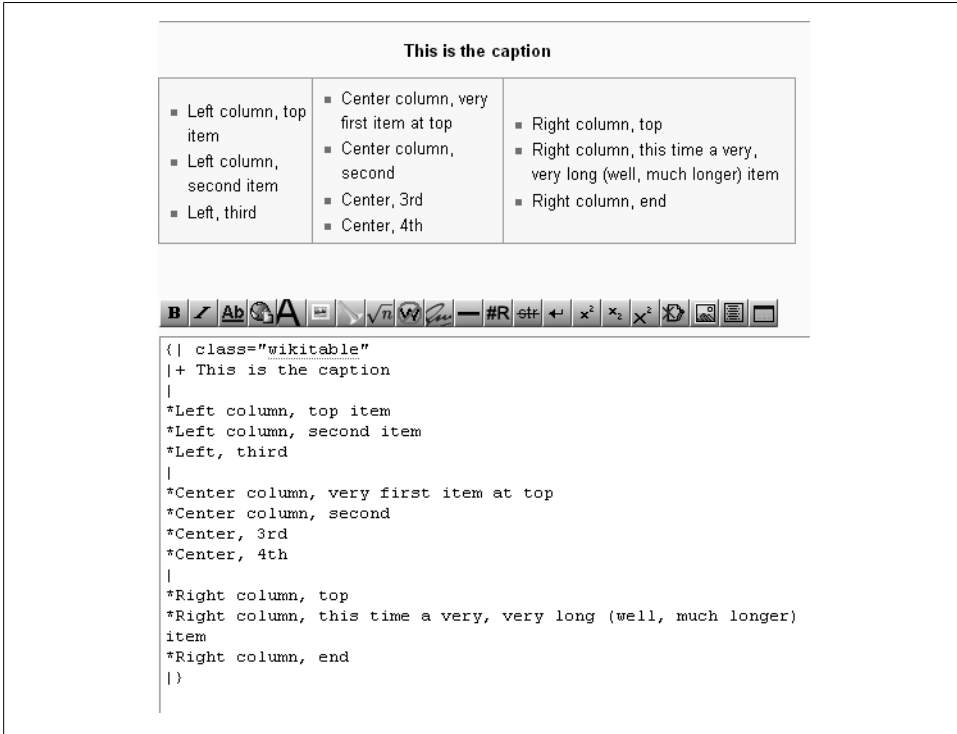 This is the caption
Left column, top
item
Left column,
second item
Left, third
Center column, very
first item at top
Center column,
second
Center, 3rd
Center, 4th
Right column, top
Right column, this time a very,
very long (well, much longer) item
Right column, end
B I Ab A √n W #R str ↵ x² x₂ x²
{| class="wikitable"
|+ This is the caption
|
*Left column, top item
*Left column, second item
*Left, third
|
*Center column, very first item at top
*Center column, second
*Center, 3rd
*Center, 4th
|
*Right column, top
*Right column, this time a very, very long (well, much longer)
item
*Right column, end
|}